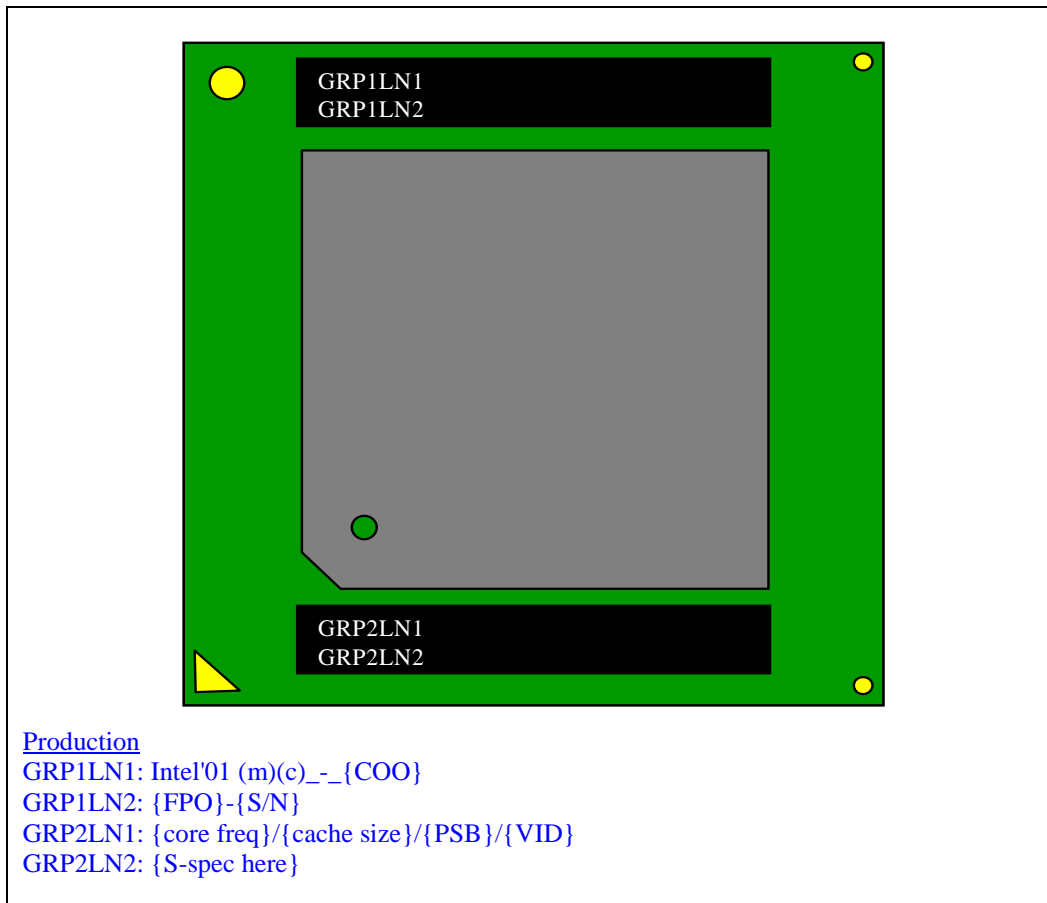 GRP1LN1
GRP1LN2
GRP2LN1
GRP2LN2
Production
GRP1LN1: Intel'01 (m)(c)_-_{COO}
GRP1LN2: {FPO}-{S/N}
GRP2LN1: {core freq}/{cache size}/{PSB}/{VID}
GRP2LN2: {S-spec here}